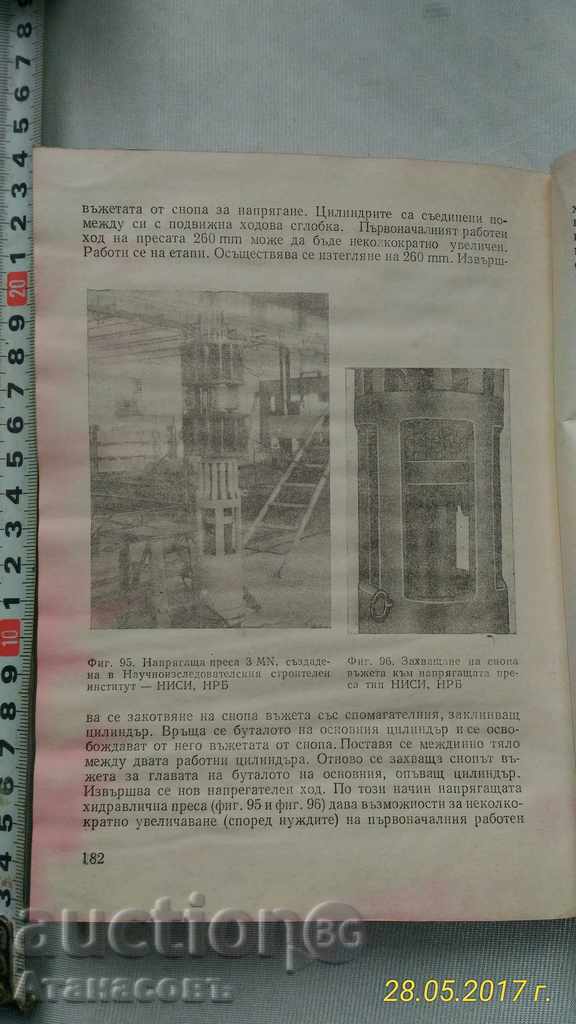 въжетата от снопа за напрягане. Цилиндрите са съединени по-
между си с подвижна ходова сглобка. Първоначалният работен
ход на пресата 260 mm може да бъде неколкократно увеличен.
Работи се на етапи. Осъществява се изтегляне на 260 mm. Извърш-
Фиг. 95. Напрягаща преса 3 MN, създаде-
на в Научноизследователския строителен
институт — НИСИ, НРБ
Фиг. 96. Захващане на снопа
въжета към напрягащата пре-
са тип НИСИ, НРБ
ва се закотвяне на снопа въжета със спомагателния, заклинващ
цилиндър. Връща се буталото на основния цилиндър и се осво-
бождават от него въжетата от снопа. Поставя се междинно тяло
между двата работни цилиндъра. Отново се захваща снопът въ-
жета за главата на буталото на основния, опъващ цилиндър.
Извършва се нов напрегателен ход. По този начин напрягащата
хидравлична преса (фиг. 95 и фиг. 96) дава възможности за неколко-
кратно увеличаване (според нуждите) на първоначалния работен
182
auctionBG
Атанасовъ
28.05.2017 г.